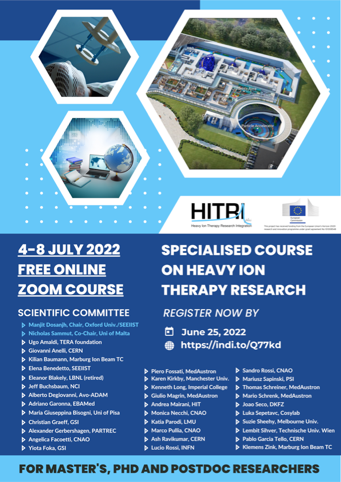 HITRI
Heavy Ion Therapy Research Integration
4-8 JULY 2022
FREE ONLINE
ZOOM COURSE
SCIENTIFIC COMMITTEE
Manjit Dosanjh, Chair, Oxford Univ./SEEIIST
Nicholas Sammut, Co-Chair, Uni of Malta
Ugo Amaldi, TERA foundation
Giovanni Anelli, CERN
Kilian Baumann, Marburg Ion Beam TC
Elena Benedetto, SEEIIST
Eleanor Blakely, LBNL (retired)
Jeff Buchsbaum, NCI
Alberto Degiovanni, Avo-ADAM
Adriano Garonna, EBAMed
Maria Giuseppina Bisogni, Uni of Pisa
Christian Graeff, GSI
Alexander Gerbershagen, PARTREC
Angelica Facoetti, CNAO
Yiota Foka, GSI
SPECIALISED COURSE
ON HEAVY ION
THERAPY RESEARCH
REGISTER NOW BY
June 25, 2022
https://indi.to/Q77kd
Piero Fossati, MedAustron
Karen Kirkby, Manchester Univ.
Kenneth Long, Imperial College
Giulio Magrin, MedAustron
Andrea Mairani, HIT
Monica Necchi, CNAO
Katia Parodi, LMU
Marco Pullia, CNAO
Ash Ravikumar, CERN
Lucio Rossi, INFN
Sandro Rossi, CNAO
Mariusz Sapinski, PSI
Thomas Schreiner, MedAustron
Mario Schrenk, MedAustron
Joao Seco, DKFZ
Luka Sepetavc, Cosylab
Suzie Sheehy, Melbourne Univ.
Lembit Sihver, Technische Univ. Wien
Pablo García Tello, CERN
Klemens Zink, Marburg Ion Beam TC
FOR MASTER'S, PHD AND POSTDOC RESEARCHERS